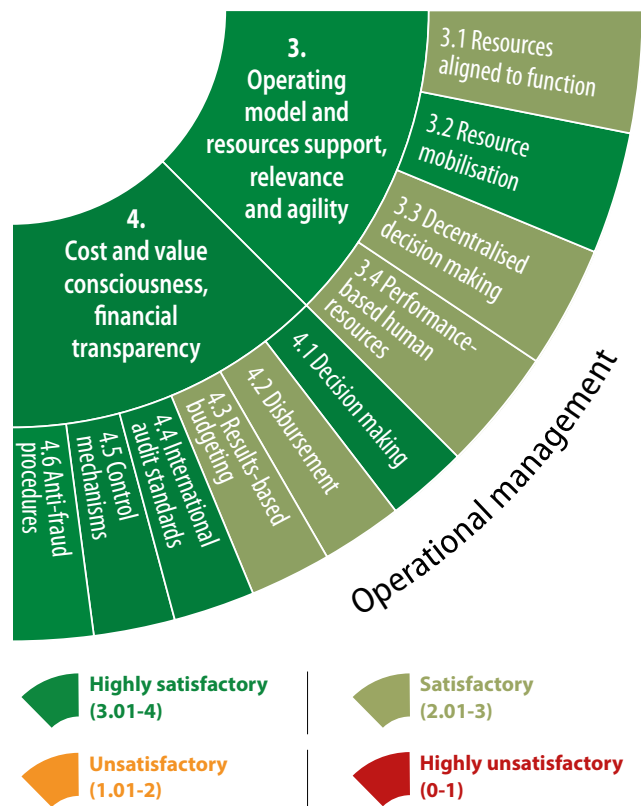 3.
Operating
model and
resources support,
relevance
and agility
3.1 Resources
aligned to function
3.2 Resource
mobilisation
3.3 Decentralised
decision making
3.4 Performance-
based human
resources
4.
Cost and value
consciousness,
financial
transparency
4.1 Decision making
4.2 Disbursement
4.3 Results-based
budgeting
4.4 International
audit standards
4.5 Control
mechanisms
4.6 Anti-fraud
procedures
Operational management
Highly satisfactory
(3.01-4)
Satisfactory
(2.01-3)
Unsatisfactory
(1.01-2)
Highly unsatisfactory
(0-1)